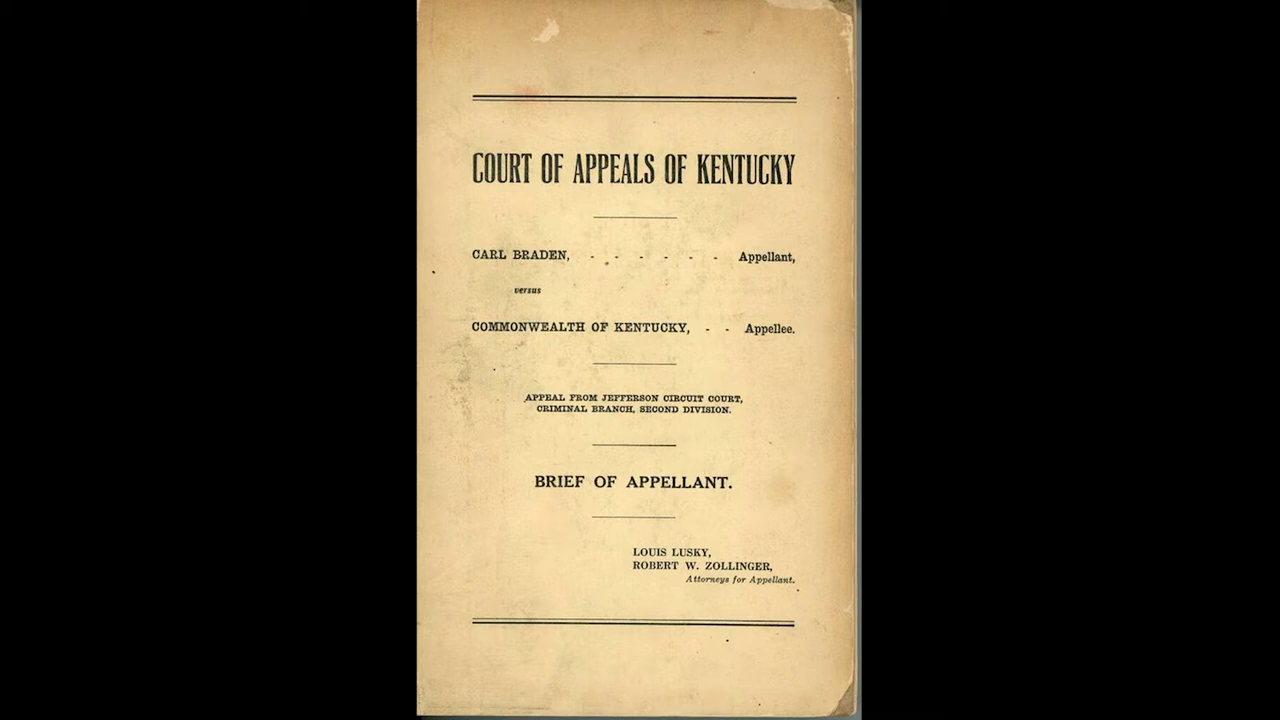 COURT OF APPEALS OF KENTUCKY
CARL BRADEN, - - - - - - Appellant,
versus
COMMONWEALTH OF KENTUCKY, - - Appellee.
APPEAL FROM JEFFERSON CIRCUIT COURT,
CRIMINAL BRANCH, SECOND DIVISION.
BRIEF OF APPELLANT.
LOUIS LUSKY,
ROBERT W. ZOLLINGER,
Attorneys for Appellant.